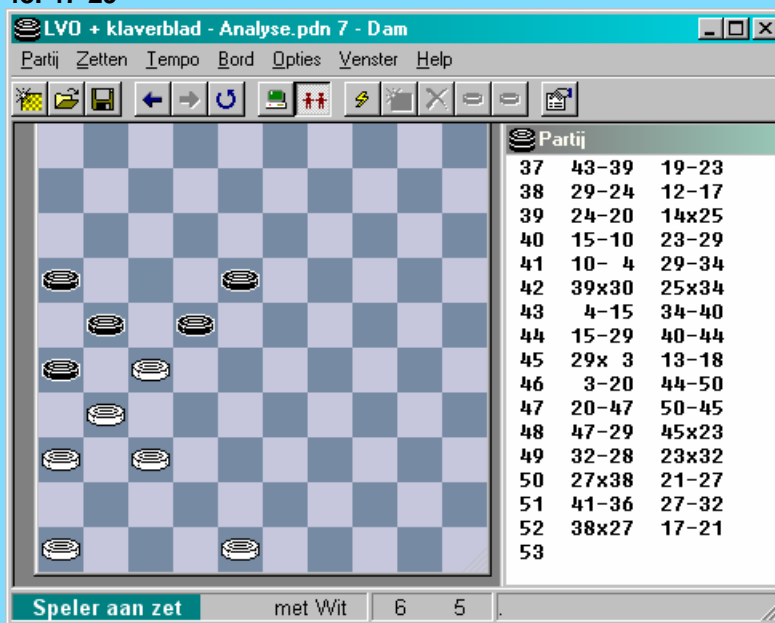 LVO + klaverblad - Analyse.pdn 7 - Dam
Partij Zetten Tempo Bord Opties Venster Help
Partij
37 43-39 19-23
38 29-24 12-17
39 24-20 14x25
40 15-10 23-29
41 10- 4 29-34
42 39x30 25x34
43 4-15 34-40
44 15-29 40-44
45 29x 3 13-18
46 3-20 44-50
47 20-47 50-45
48 47-29 45x23
49 32-28 23x32
50 27x38 21-27
51 41-36 27-32
52 38x27 17-21
53
Speler aan zet met Wit 6 5 .